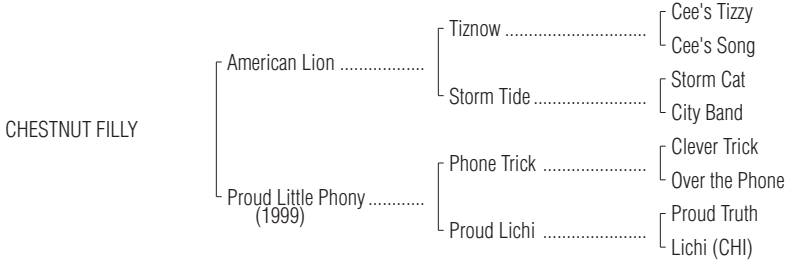 Cee's Tizzy
Tiznow ..............................
Cee's Song
American Lion ..................
Storm Cat
Storm Tide........................
City Band
CHESTNUT FILLY
Clever Trick
Phone Trick ......................
Over the Phone
Proud Little Phony............
(1999)
Proud Truth
Proud Lichi ......................
Lichi (CHI)